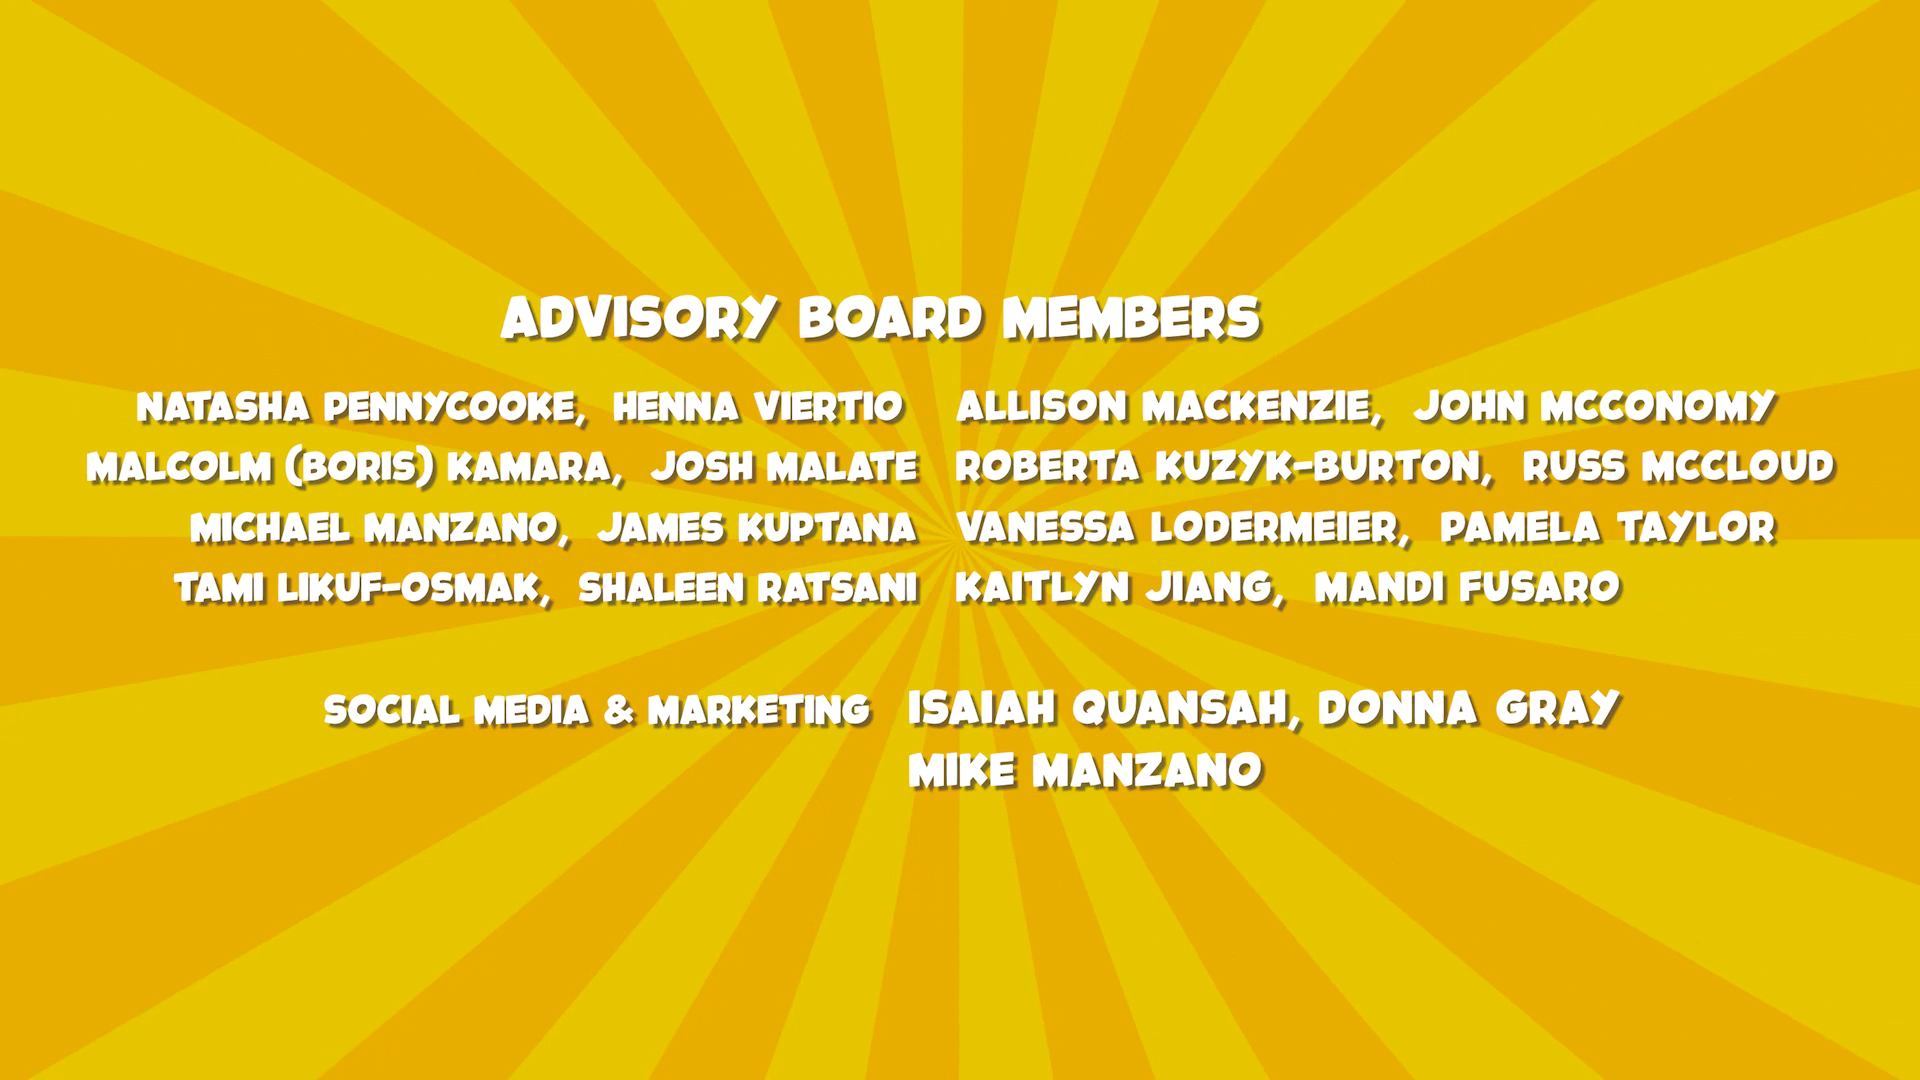 ADVISORY BOARD MEMBERS
NATASHA PENNYCOOKE, HENNA VIERTIO ALLISON MACKENZIE, JOHN MCCONOMY
MALCOLM (BORIS) KAMARA, JOSH MALATE ROBERTA KUZYK-BURTON, RUSS MCCLOUD
MICHAEL MANZANO, JAMES KUPTANA VANESSA LODERMEIER, PAMELA TAYLOR
TAMI LIKUF-OSMAK, SHALEEN RATSANI KAITLYN JIANG, MANDI FUSARO
SOCIAL MEDIA & MARKETING ISAIAH QUANSAH, DONNA GRAY
MIKE MANZANO